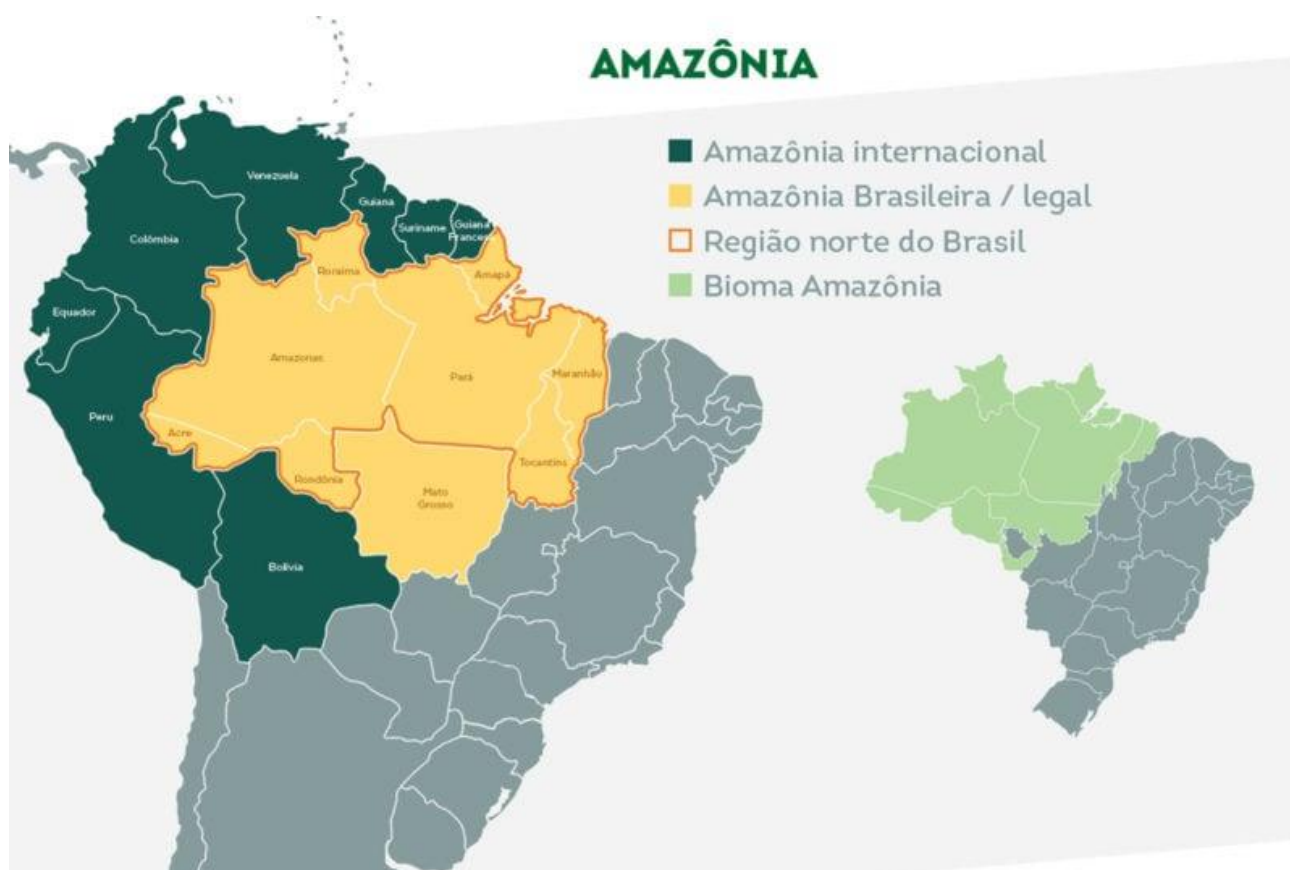 AMAZÔNIA
Amazônia internacional
Amazônia Brasileira / legal
Região norte do Brasil
Bioma Amazônia
Venezuela
Guiana
Suriname
Guiana
Francesa
Colômbia
Roraima
Amapá
Equador
Amazonas
Pará
Maranhão
Peru
Acre
Rondônia
Tocantins
Mato
Grosso
Bolívia